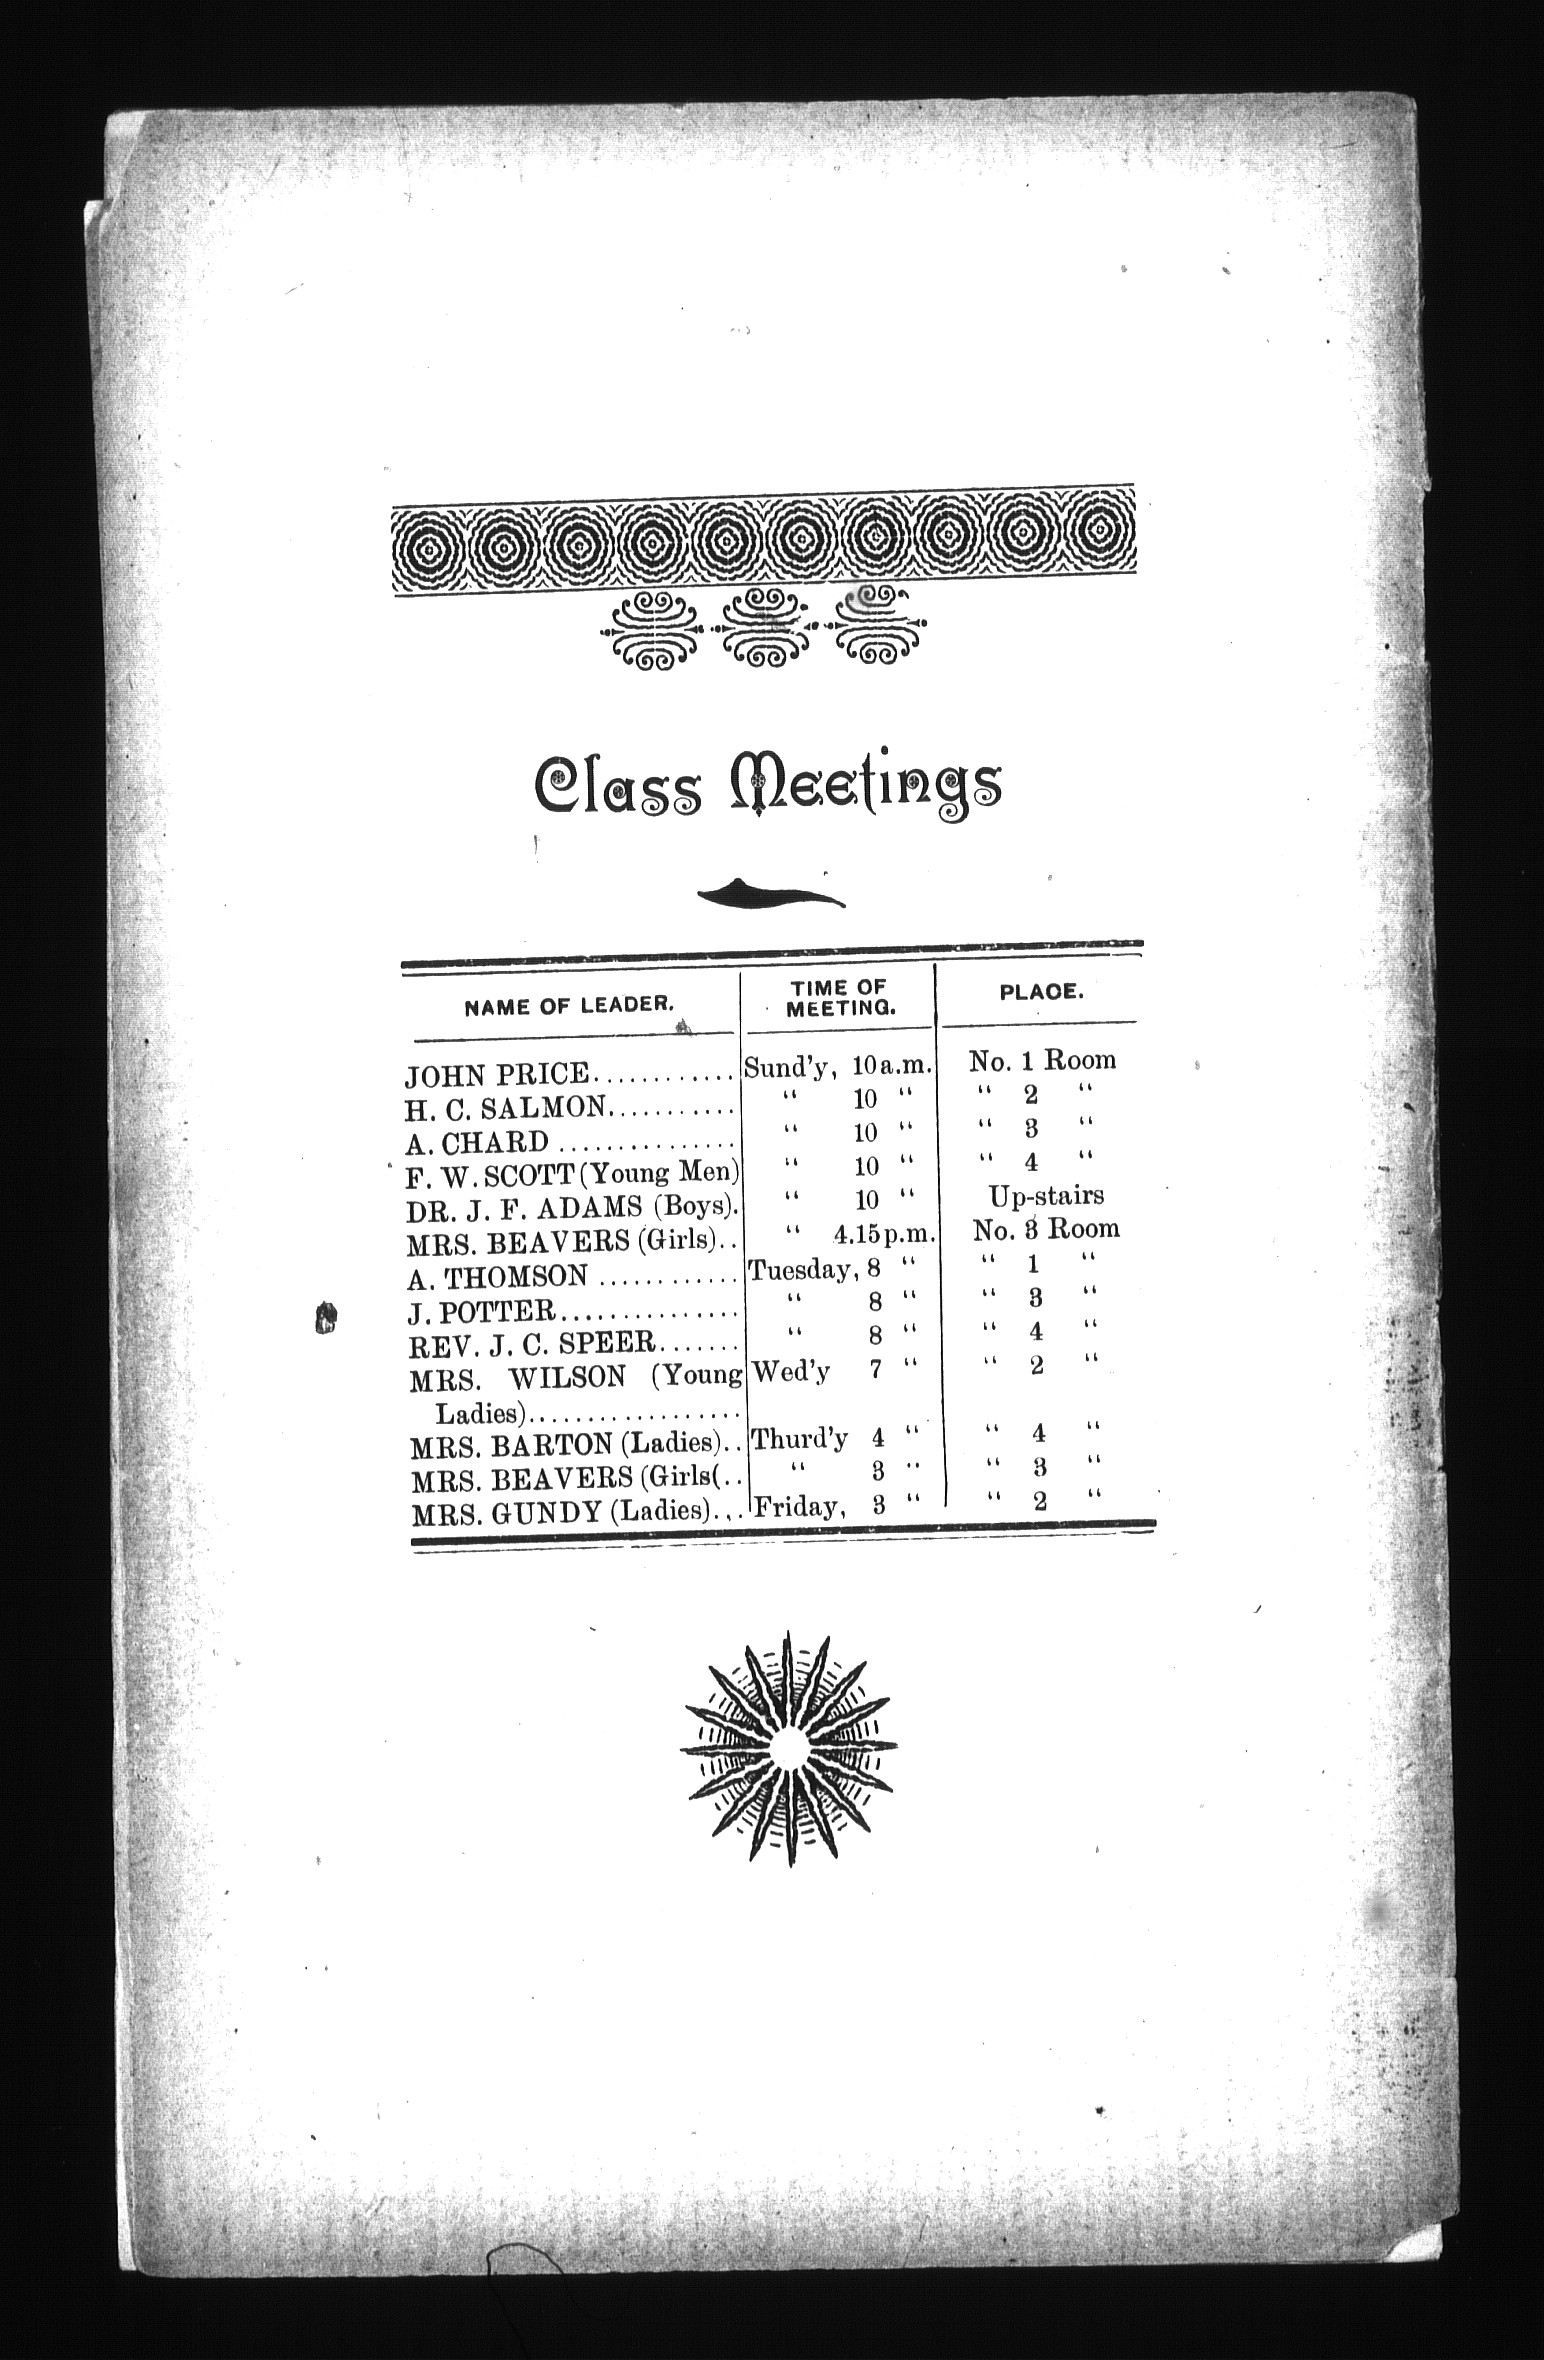 Class Meetings
NAME OF LEADER. TIME OF MEETING. PLACE.
JOHN PRICE............ Sund'y, 10 a.m. No. 1 Room
H. C. SALMON........... “ 10 “ “ 2 “
A. CHARD ............... “ 10 “ “ 3 “
F. W. SCOTT (Young Men) “ 10 “ “ 4 “
DR. J. F. ADAMS (Boys). “ 10 “ Up-stairs
MRS. BEAVERS (Girls).. “ 4.15 p.m. No. 3 Room
A. THOMSON ............ Tuesday, 8 “ “ 1 “
J. POTTER............... “ 8 “ “ 3 “
REV. J. C. SPEER....... “ 8 “ “ 4 “
MRS. WILSON (Young Wed'y 7 “ “ 2 “
Ladies)..................
MRS. BARTON (Ladies).. Thurd'y 4 “ “ 4 “
MRS. BEAVERS (Girls(.. “ 3 “ “ 3 “
MRS. GUNDY (Ladies)... Friday, 3 “ “ 2 “